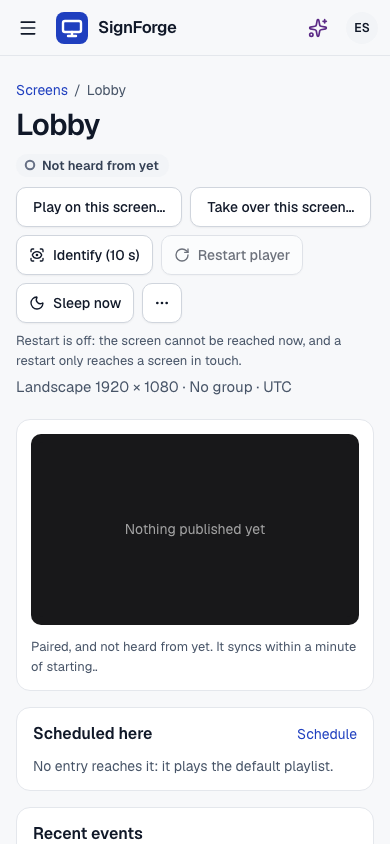 SignForge
ES
Screens / Lobby
Lobby
Not heard from yet
Play on this screen...
Take over this screen...
Identify (10 s)
Restart player
Sleep now
...
Restart is off: the screen cannot be reached now, and a
restart only reaches a screen in touch.
Landscape 1920 × 1080 · No group · UTC
Nothing published yet
Paired, and not heard from yet. It syncs within a minute
of starting..
Scheduled here
Schedule
No entry reaches it: it plays the default playlist.
Recent events